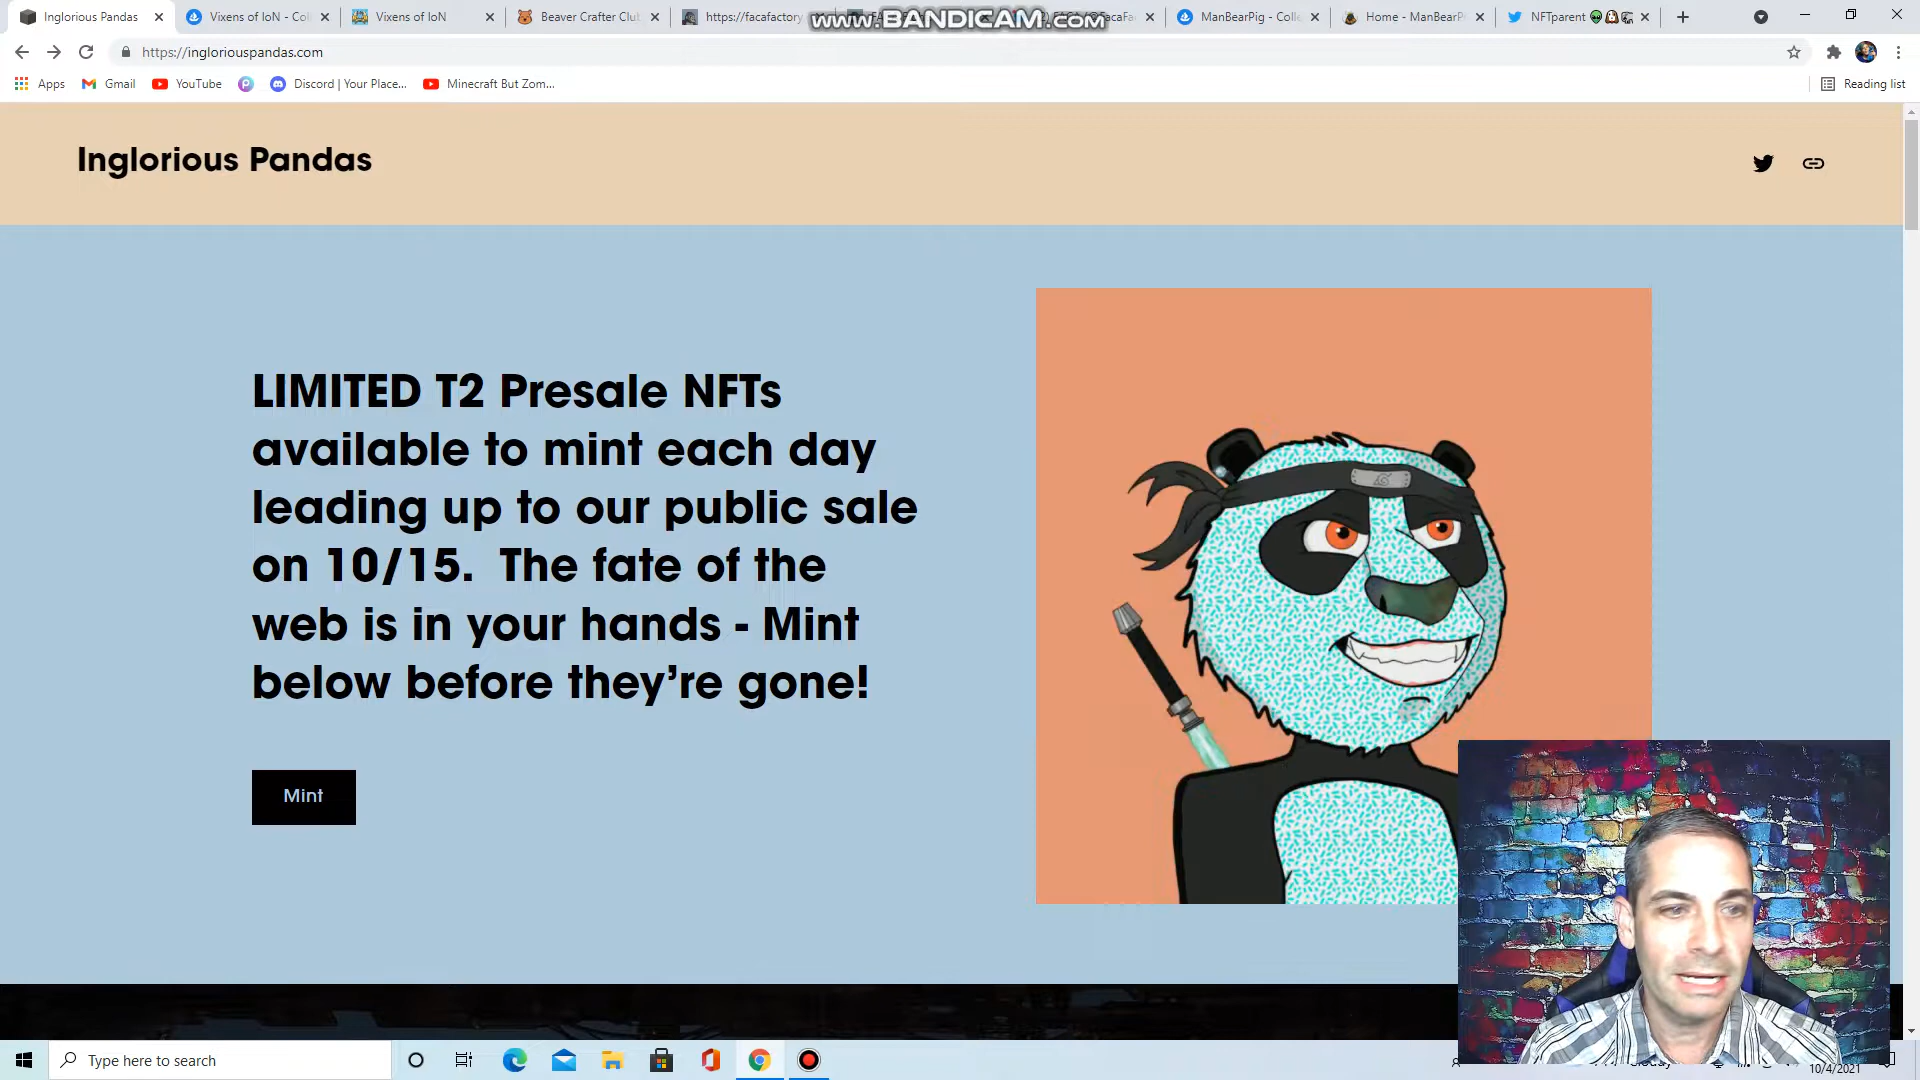 Inglorious Pandas
Vixens of IoN - Col
Vixens of IoN
Beaver Crafter Club
https://facafactory
www.BANDICAM.com
ManBearPig - Colle
Home - ManBearP
NFTparent
https://ingloriouspandas.com
Apps
Gmail
YouTube
Discord | Your Place...
Minecraft But Zom...
Reading list
Inglorious Pandas
LIMITED T2 Presale NFTs
available to mint each day
leading up to our public sale
on 10/15. The fate of the
web is in your hands - Mint
below before they’re gone!
Mint
Type here to search
10/4/2021